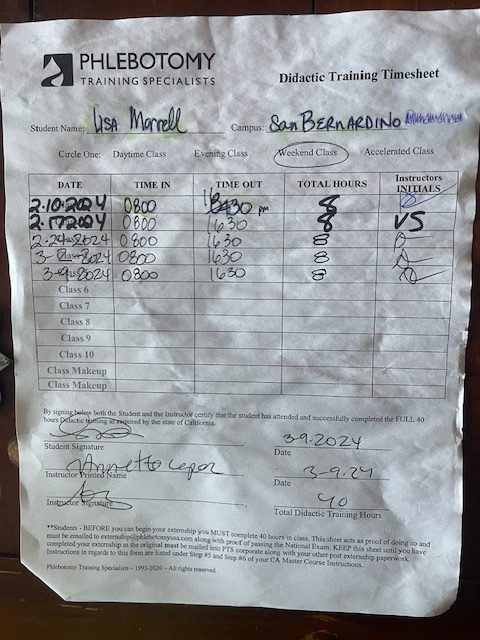 PHLEBOTOMY
TRAINING SPECIALISTS
Didactic Training Timesheet
Student Name: Lisa Morrell Campus: San BERNARDINO
Circle One: Daytime Class Evening Class Weekend Class Accelerated Class
DATE TIME IN TIME OUT TOTAL HOURS Instructors INITIALS
2.10.2024 0800 1630 pm 8
2.17.2024 0800 1630 8 VS
2-24-2024 0800 1630 8
3-2-2024 0800 1630 8
3-9-2024 0800 1630 8
Class 6
Class 7
Class 8
Class 9
Class 10
Class Makeup
Class Makeup
By signing below both the Student and the Instructor certify that the student has attended and successfully completed the FULL 40
hours Didactic training as required by the state of California.
3-9.2024
Student Signature Date
3-9.24
Instructor Printed Name Date
40
Instructor Signature Total Didactic Training Hours
**Students - BEFORE you can begin your externship you MUST complete 40 hours in class. This sheet acts as proof of doing so and
must be emailed to externship@phlebotomyusa.com along with proof of passing the National Exam. KEEP this sheet until you have
completed your externship as the original must be mailed into PTS corporate along with your other post externship paperwork.
Instructions in regards to this form are listed under Step #5 and Step #6 of your CA Master Course Instructions.
Phlebotomy Training Specialists – 1993-2020 – All rights reserved.